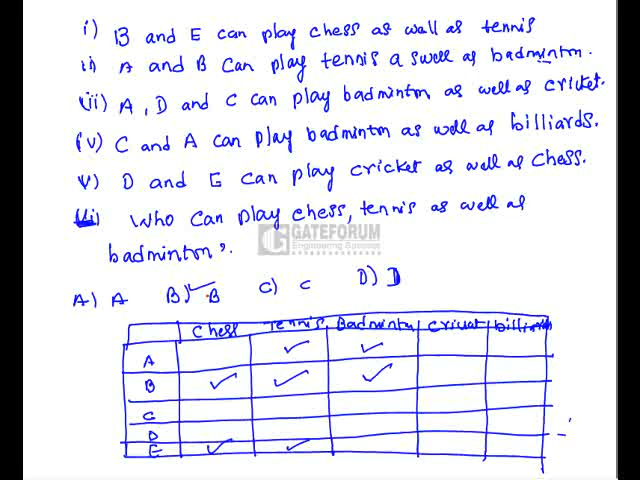 i) B and E can play chess as well as tennis
ii) A and B can play tennis a swell as badminton.
(iii) A, D and C can play badminton as well as cricket.
(iv) C and A can play badminton as well as billiards.
v) D and E can play cricket as well as chess.
vi) Who can play chess, tennis as well as
badminton?
GATEFORUM
Engineering Success
A) A B) B C) C D) D
Chess Tennis Badminton Cricket billiards
A ✓ ✓
B ✓ ✓ ✓
C
D
E ✓ ✓